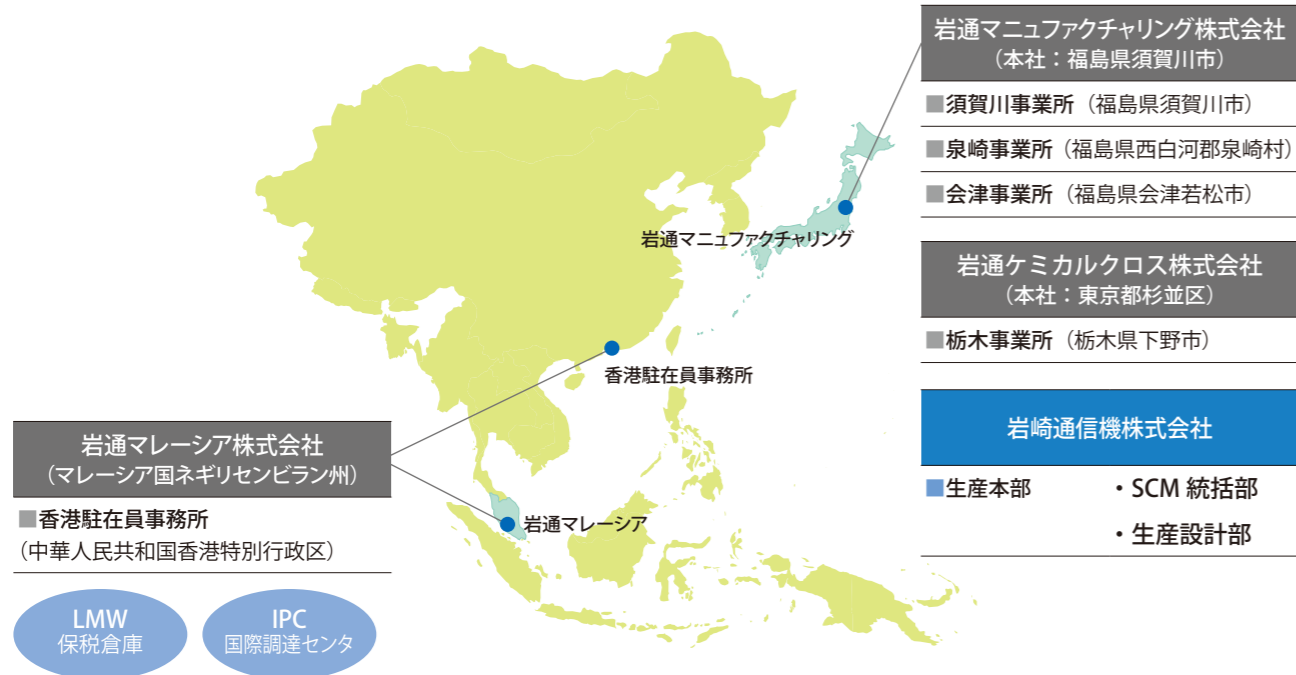 岩通マニュファクチャリング株式会社
（本社：福島県須賀川市）
■須賀川事業所（福島県須賀川市）
■泉崎事業所（福島県西白河郡泉崎村）
■会津事業所（福島県会津若松市）
岩通マニュファクチャリング
岩通ケミカルクロス株式会社
（本社：東京都杉並区）
■栃木事業所（栃木県下野市）
香港駐在員事務所
岩崎通信機株式会社
■生産本部 ・SCM 統括部
・生産設計部
岩通マレーシア株式会社
（マレーシア国ネギリセンビラン州）
■香港駐在員事務所
（中華人民共和国香港特別行政区）
岩通マレーシア
LMW
保税倉庫
IPC
国際調達センタ